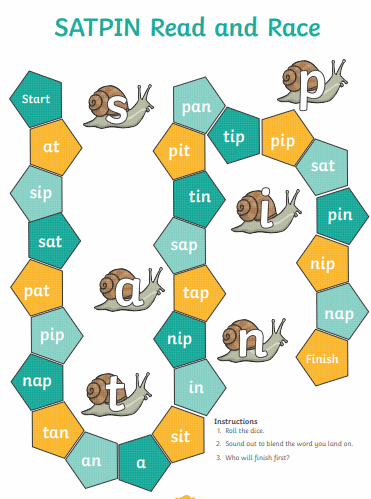 SATPIN Read and Race
Start
at
sip
sat
pat
pip
nap
tan
an
a
sit
in
nip
tap
sap
tin
pit
pan
tip
pip
sat
pin
nip
nap
Finish
s
a
t
p
i
n
Instructions
1. Roll the dice.
2. Sound out to blend the word you land on.
3. Who will finish first?